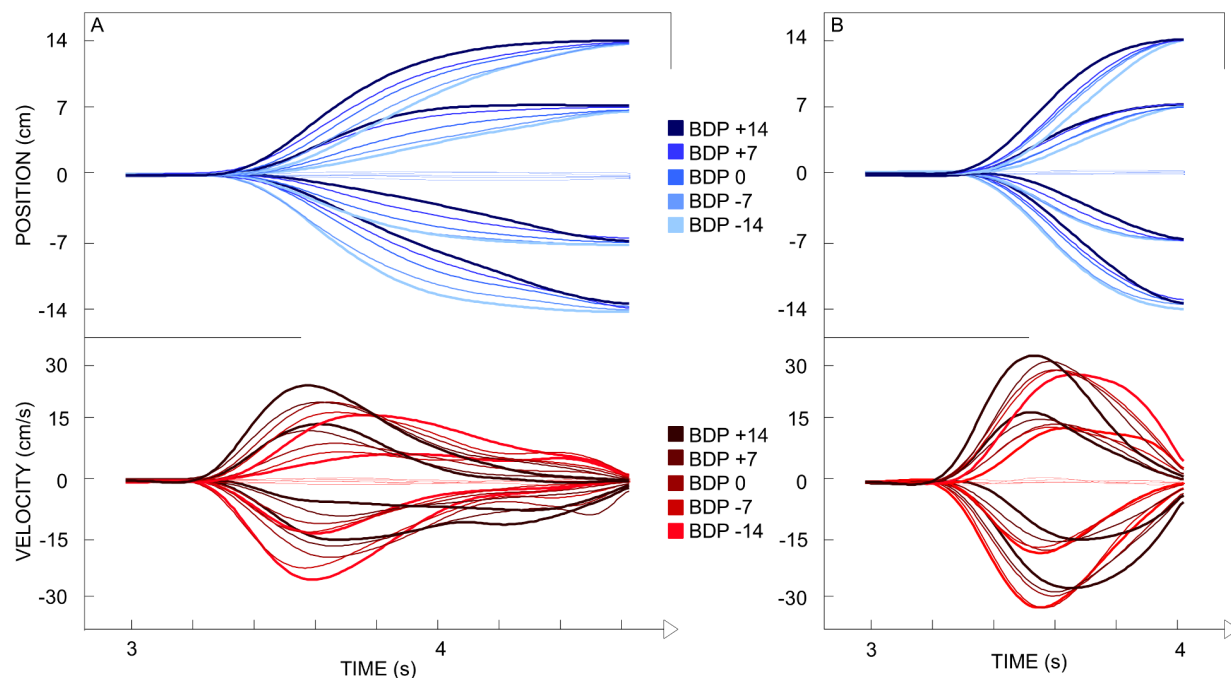 A
B
14
7
0
-7
-14
POSITION (cm)
BDP +14
BDP +7
BDP 0
BDP -7
BDP -14
14
7
0
-7
-14
30
15
0
-15
-30
VELOCITY (cm/s)
BDP +14
BDP +7
BDP 0
BDP -7
BDP -14
30
15
0
-15
-30
3
4
TIME (s)
3
4
TIME (s)